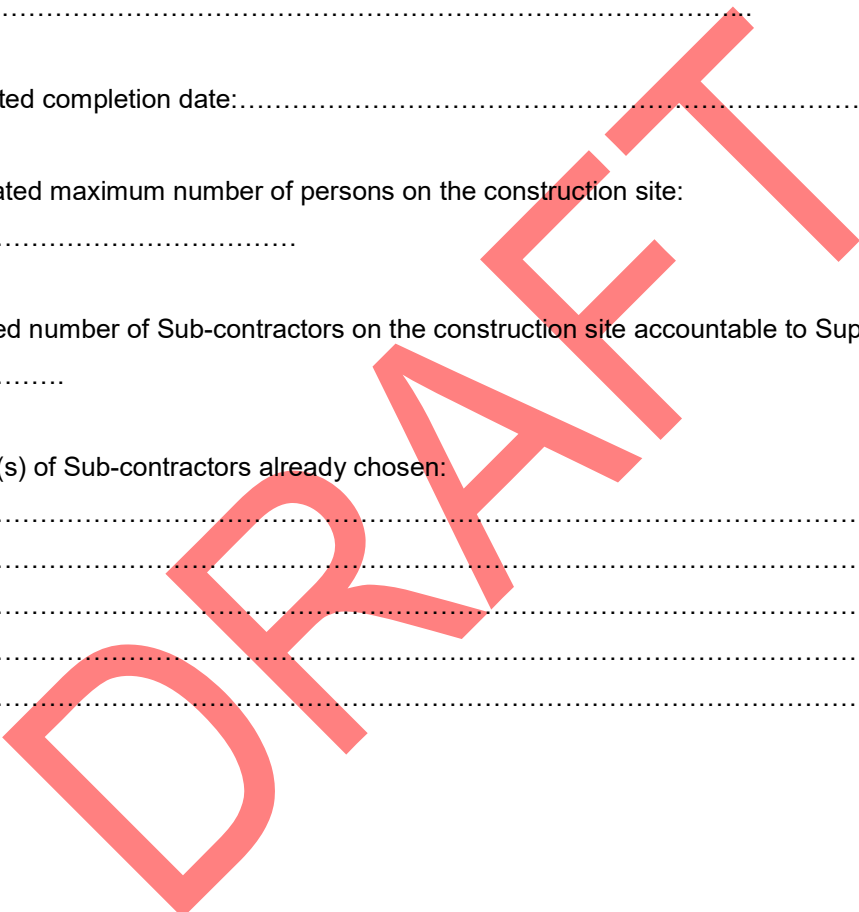 ……………………………………………………………………………..
ted completion date:……………………………………………………………
ated maximum number of persons on the construction site:
……………………………….
ed number of Sub-contractors on the construction site accountable to Sup
……..
(s) of Sub-contractors already chosen:
…………………………………………………………………………………………
…………………………………………………………………………………………
…………………………………………………………………………………………
…………………………………………………………………………………………
…………………………………………………………………………………………
DRAFT